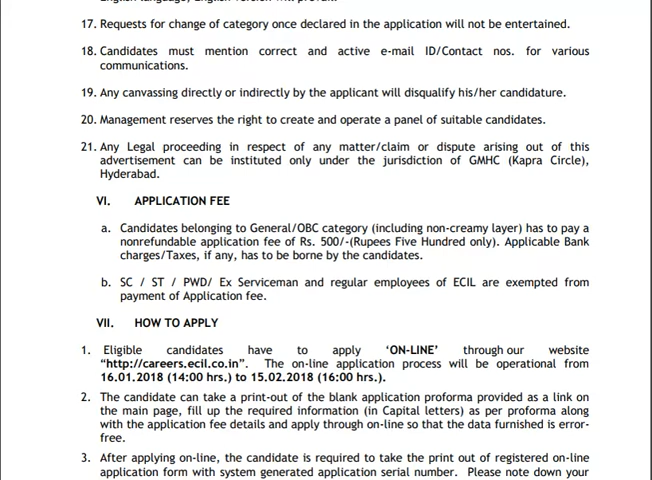 English language, English version will prevail.
17. Requests for change of category once declared in the application will not be entertained.
18. Candidates must mention correct and active e-mail ID/Contact nos. for various
communications.
19. Any canvassing directly or indirectly by the applicant will disqualify his/her candidature.
20. Management reserves the right to create and operate a panel of suitable candidates.
21. Any Legal proceeding in respect of any matter/claim or dispute arising out of this
advertisement can be instituted only under the jurisdiction of GMHC (Kapra Circle),
Hyderabad.
VI. APPLICATION FEE
a. Candidates belonging to General/OBC category (including non-creamy layer) has to pay a
nonrefundable application fee of Rs. 500/-(Rupees Five Hundred only). Applicable Bank
charges/Taxes, if any, has to be borne by the candidates.
b. SC / ST / PWD/ Ex Serviceman and regular employees of ECIL are exempted from
payment of Application fee.
VII. HOW TO APPLY
1. Eligible candidates have to apply ‘ON-LINE’ through our website
“http://careers.ecil.co.in”. The on-line application process will be operational from
16.01.2018 (14:00 hrs.) to 15.02.2018 (16:00 hrs.).
2. The candidate can take a print-out of the blank application proforma provided as a link on
the main page, fill up the required information (in Capital letters) as per proforma along
with the application fee details and apply through on-line so that the data furnished is error-
free.
3. After applying on-line, the candidate is required to take the print out of registered on-line
application form with system generated application serial number. Please note down your